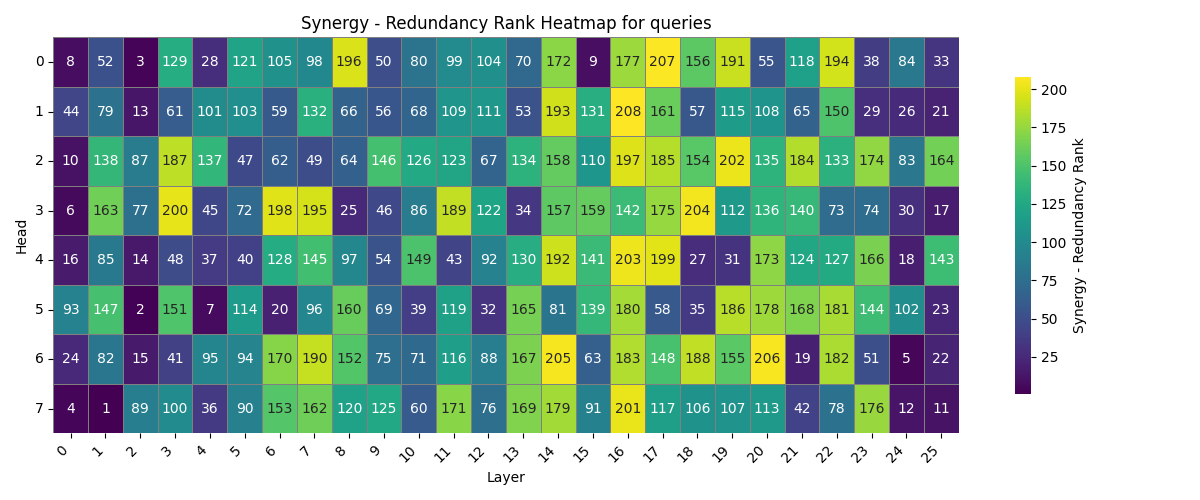 Synergy - Redundancy Rank Heatmap for queries
0 8 52 3 129 28 121 105 98 196 50 80 99 104 70 172 9 177 207 156 191 55 118 194 38 84 33
1 44 79 13 61 101 103 59 132 66 56 68 109 111 53 193 131 208 161 57 115 108 65 150 29 26 21
2 10 138 87 187 137 47 62 49 64 146 126 123 67 134 158 110 197 185 154 202 135 184 133 174 83 164
3 6 163 77 200 45 72 198 195 25 46 86 189 122 34 157 159 142 175 204 112 136 140 73 74 30 17
4 16 85 14 48 37 40 128 145 97 54 149 43 92 130 192 141 203 199 27 31 173 124 127 166 18 143
5 93 147 2 151 7 114 20 96 160 69 39 119 32 165 81 139 180 58 35 186 178 168 181 144 102 23
6 24 82 15 41 95 94 170 190 152 75 71 116 88 167 205 63 183 148 188 155 206 19 182 51 5 22
7 4 1 89 100 36 90 153 162 120 125 60 171 76 169 179 91 201 117 106 107 113 42 78 176 12 11
0 1 2 3 4 5 6 7 8 9 10 11 12 13 14 15 16 17 18 19 20 21 22 23 24 25
Layer
Head
200
175
150
125
100
75
50
25
Synergy - Redundancy Rank